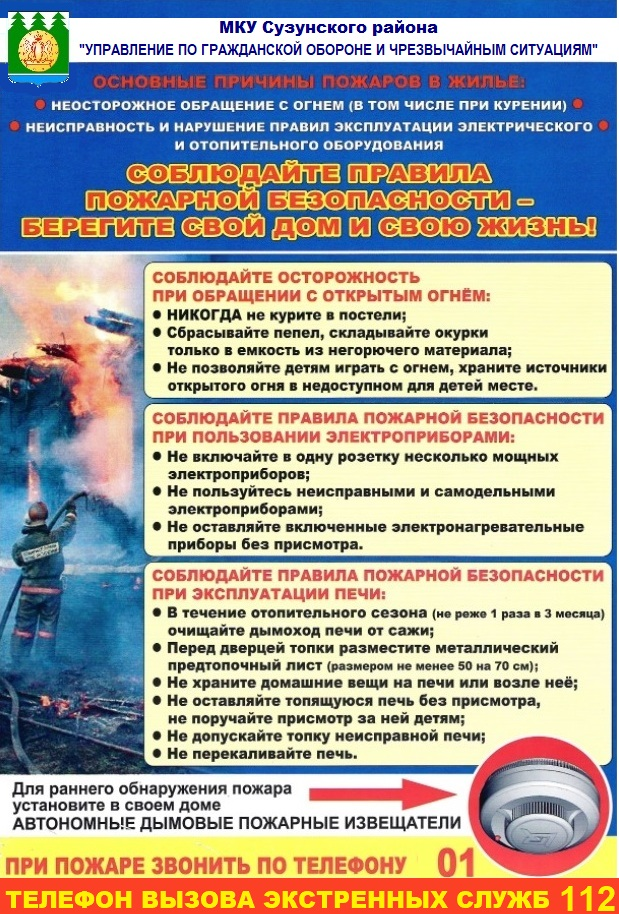 МКУ Сузунского района
"УПРАВЛЕНИЕ ПО ГРАЖДАНСКОЙ ОБОРОНЕ И ЧРЕЗВЫЧАЙНЫМ СИТУАЦИЯМ"
ОСНОВНЫЕ ПРИЧИНЫ ПОЖАРОВ В ЖИЛЬЕ:
● НЕОСТОРОЖНОЕ ОБРАЩЕНИЕ С ОГНЕМ (В ТОМ ЧИСЛЕ ПРИ КУРЕНИИ) ●
● НЕИСПРАВНОСТЬ И НАРУШЕНИЕ ПРАВИЛ ЭКСПЛУАТАЦИИ ЭЛЕКТРИЧЕСКОГО ●
И ОТОПИТЕЛЬНОГО ОБОРУДОВАНИЯ
СОБЛЮДАЙТЕ ПРАВИЛА
ПОЖАРНОЙ БЕЗОПАСНОСТИ –
БЕРЕГИТЕ СВОЙ ДОМ И СВОЮ ЖИЗНЬ!
СОБЛЮДАЙТЕ ОСТОРОЖНОСТЬ
ПРИ ОБРАЩЕНИИ С ОТКРЫТЫМ ОГНЁМ:
● НИКОГДА не курите в постели;
● Сбрасывайте пепел, складывайте окурки
только в емкость из негорючего материала;
● Не позволяйте детям играть с огнем, храните источники
открытого огня в недоступном для детей месте.
СОБЛЮДАЙТЕ ПРАВИЛА ПОЖАРНОЙ БЕЗОПАСНОСТИ
ПРИ ПОЛЬЗОВАНИИ ЭЛЕКТРОПРИБОРАМИ:
● Не включайте в одну розетку несколько мощных
электроприборов;
● Не пользуйтесь неисправными и самодельными
электроприборами;
● Не оставляйте включенные электронагревательные
приборы без присмотра.
СОБЛЮДАЙТЕ ПРАВИЛА ПОЖАРНОЙ БЕЗОПАСНОСТИ
ПРИ ЭКСПЛУАТАЦИИ ПЕЧИ:
● В течение отопительного сезона (не реже 1 раза в 3 месяца)
очищайте дымоход печи от сажи;
● Перед дверцей топки разместите металлический
предтопочный лист (размером не менее 50 на 70 см);
● Не храните домашние вещи на печи или возле неё;
● Не оставляйте топящуюся печь без присмотра,
не поручайте присмотр за ней детям;
● Не допускайте топку неисправной печи;
● Не перекаливайте печь.
Для раннего обнаружения пожара
установите в своем доме
АВТОНОМНЫЕ ДЫМОВЫЕ ПОЖАРНЫЕ ИЗВЕЩАТЕЛИ
ПРИ ПОЖАРЕ ЗВОНИТЬ ПО ТЕЛЕФОНУ 01
ТЕЛЕФОН ВЫЗОВА ЭКСТРЕННЫХ СЛУЖБ 112